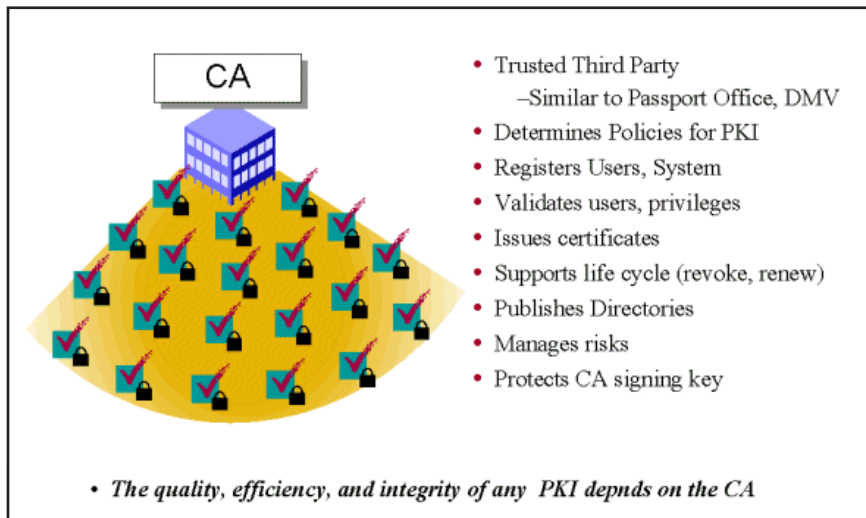 CA
• Trusted Third Party
–Similar to Passport Office, DMV
• Determines Policies for PKI
• Registers Users, System
• Validates users, privileges
• Issues certificates
• Supports life cycle (revoke, renew)
• Publishes Directories
• Manages risks
• Protects CA signing key
• The quality, efficiency, and integrity of any PKI depnds on the CA